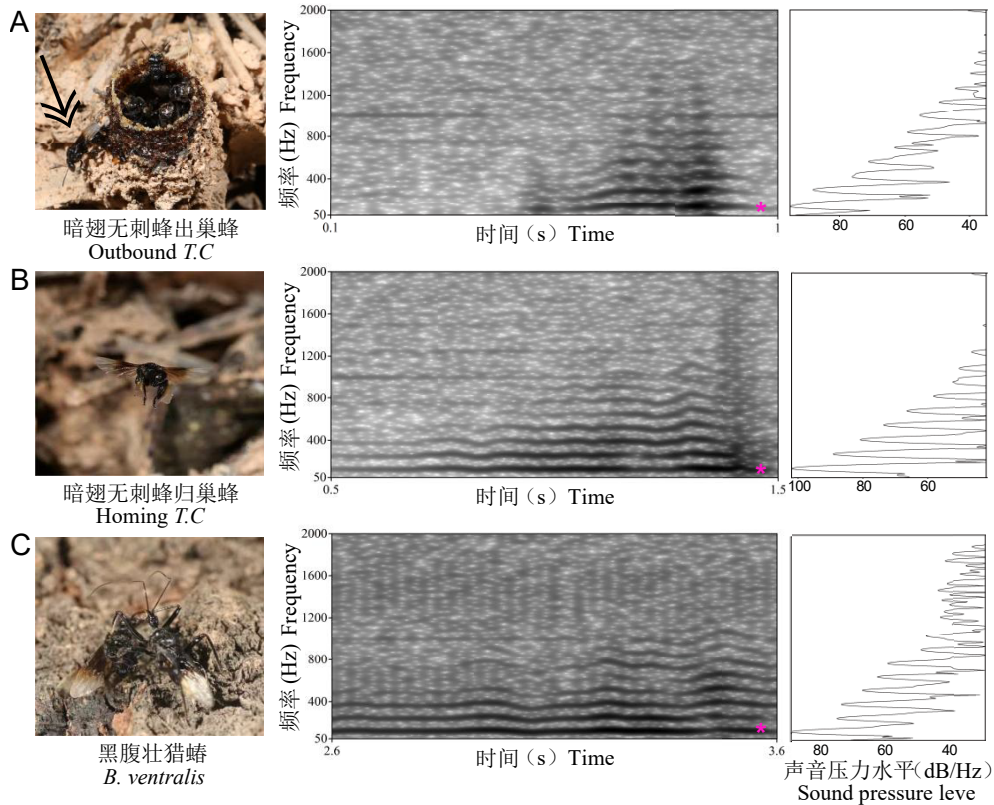 A
频率 (Hz) Frequency
2000
1600
1200
800
400
50
0.1
时间（s）Time
1
*
80
60
40
暗翅无刺蜂出巢蜂
Outbound T.C
B
频率 (Hz) Frequency
2000
1600
1200
800
400
50
0.5
时间（s）Time
1.5
*
100
80
60
暗翅无刺蜂归巢蜂
Homing T.C
C
频率 (Hz) Frequency
2000
1600
1200
800
400
50
2.6
时间（s）Time
3.6
*
80
60
40
黑腹壮猎蝽
B. ventralis
声音压力水平（dB/Hz）
Sound pressure leve